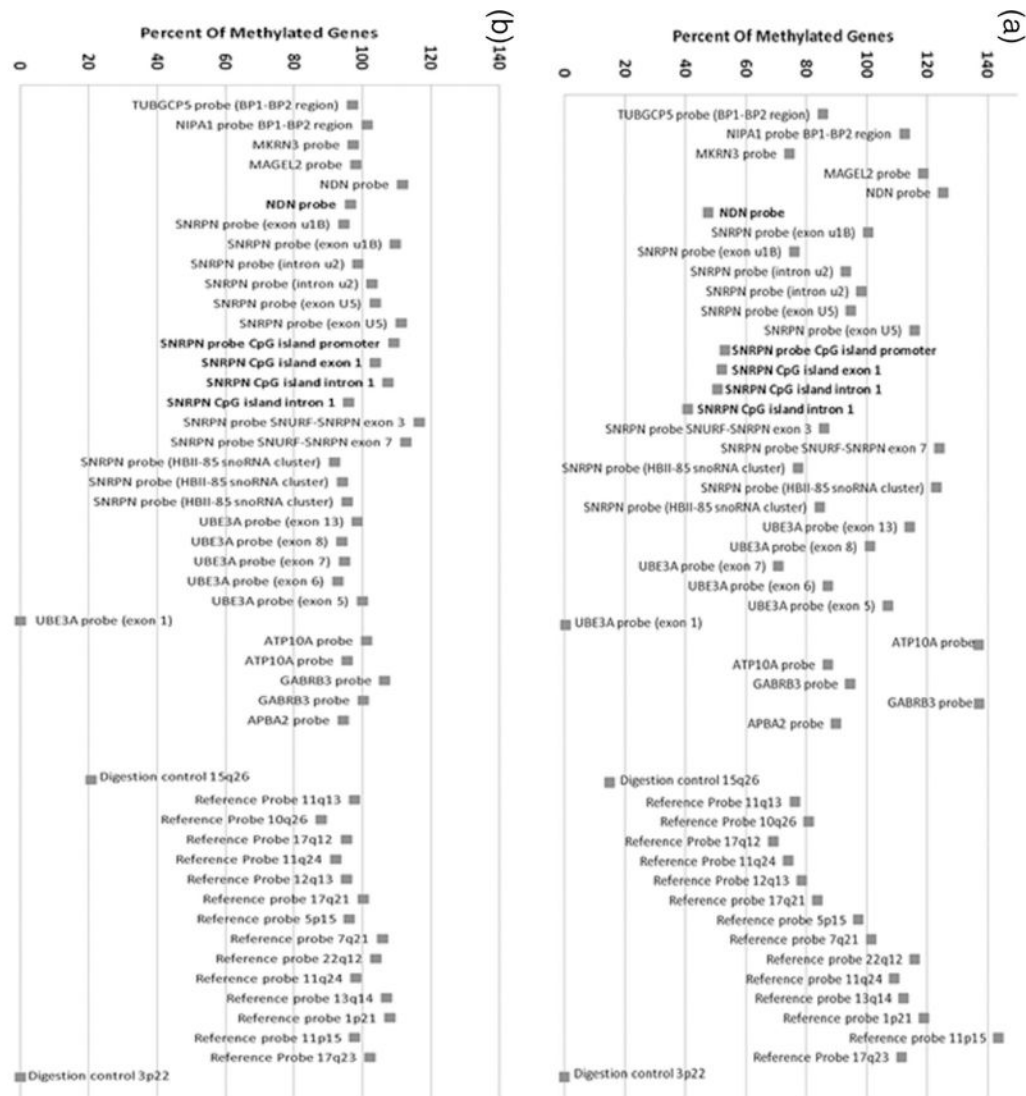 (a)
Percent Of Methylated Genes
0
20
40
60
80
100
120
140
TUBGCP5 probe (BP1-BP2 region)
NIPA1 probe BP1-BP2 region
MKRN3 probe
MAGEL2 probe
NDN probe
NDN probe
SNRPN probe (exon u1B)
SNRPN probe (exon u1B)
SNRPN probe (intron u2)
SNRPN probe (intron u2)
SNRPN probe (exon U5)
SNRPN probe (exon U5)
SNRPN probe CpG island promoter
SNRPN CpG island exon 1
SNRPN CpG island intron 1
SNRPN CpG island intron 1
SNRPN probe SNURF-SNRPN exon 3
SNRPN probe SNURF-SNRPN exon 7
SNRPN probe (HBII-85 snoRNA cluster)
SNRPN probe (HBII-85 snoRNA cluster)
SNRPN probe (HBII-85 snoRNA cluster)
UBE3A probe (exon 13)
UBE3A probe (exon 8)
UBE3A probe (exon 7)
UBE3A probe (exon 6)
UBE3A probe (exon 5)
UBE3A probe (exon 1)
ATP10A probe
ATP10A probe
GABRB3 probe
GABRB3 probe
APBA2 probe
Digestion control 15q26
Reference Probe 11q13
Reference Probe 10q26
Reference Probe 17q12
Reference Probe 11q24
Reference Probe 12q13
Reference probe 17q21
Reference probe 5p15
Reference probe 7q21
Reference probe 22q12
Reference probe 11q24
Reference probe 13q14
Reference probe 1p21
Reference probe 11p15
Reference Probe 17q23
Digestion control 3p22
(b)
Percent Of Methylated Genes
0
20
40
60
80
100
120
140
TUBGCP5 probe (BP1-BP2 region)
NIPA1 probe BP1-BP2 region
MKRN3 probe
MAGEL2 probe
NDN probe
NDN probe
SNRPN probe (exon u1B)
SNRPN probe (exon u1B)
SNRPN probe (intron u2)
SNRPN probe (intron u2)
SNRPN probe (exon U5)
SNRPN probe (exon U5)
SNRPN probe CpG island promoter
SNRPN CpG island exon 1
SNRPN CpG island intron 1
SNRPN CpG island intron 1
SNRPN probe SNURF-SNRPN exon 3
SNRPN probe SNURF-SNRPN exon 7
SNRPN probe (HBII-85 snoRNA cluster)
SNRPN probe (HBII-85 snoRNA cluster)
SNRPN probe (HBII-85 snoRNA cluster)
UBE3A probe (exon 13)
UBE3A probe (exon 8)
UBE3A probe (exon 7)
UBE3A probe (exon 6)
UBE3A probe (exon 5)
UBE3A probe (exon 1)
ATP10A probe
ATP10A probe
GABRB3 probe
GABRB3 probe
APBA2 probe
Digestion control 15q26
Reference Probe 11q13
Reference Probe 10q26
Reference Probe 17q12
Reference Probe 11q24
Reference Probe 12q13
Reference probe 17q21
Reference probe 5p15
Reference probe 7q21
Reference probe 22q12
Reference probe 11q24
Reference probe 13q14
Reference probe 1p21
Reference probe 11p15
Reference Probe 17q23
Digestion control 3p22